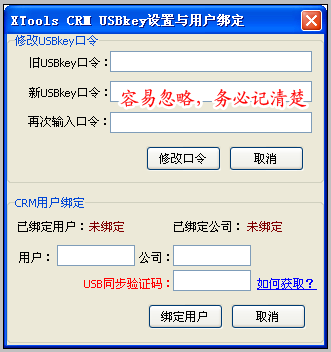 XTools CRM USBkey设置与用户绑定
修改USBkey口令
旧USBkey口令：
新USBkey口令：
容易忽略，务必记清楚
再次输入口令：
修改口令 取消
CRM用户绑定
已绑定用户：未绑定 已绑定公司：未绑定
用户： 公司：
USB同步验证码： 如何获取？
绑定用户 取消